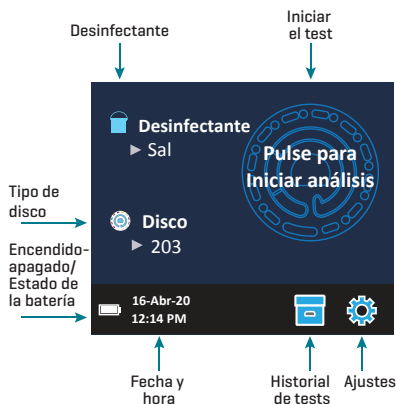 Desinfectante
Iniciar
el test
Desinfectante
▶ Sal
Pulse para
Iniciar análisis
Tipo de
disco
Disco
▶ 203
Encendido-
apagado/
Estado de
la batería
16-Abr-20
12:14 PM
Fecha y
hora
Historial
de tests
Ajustes